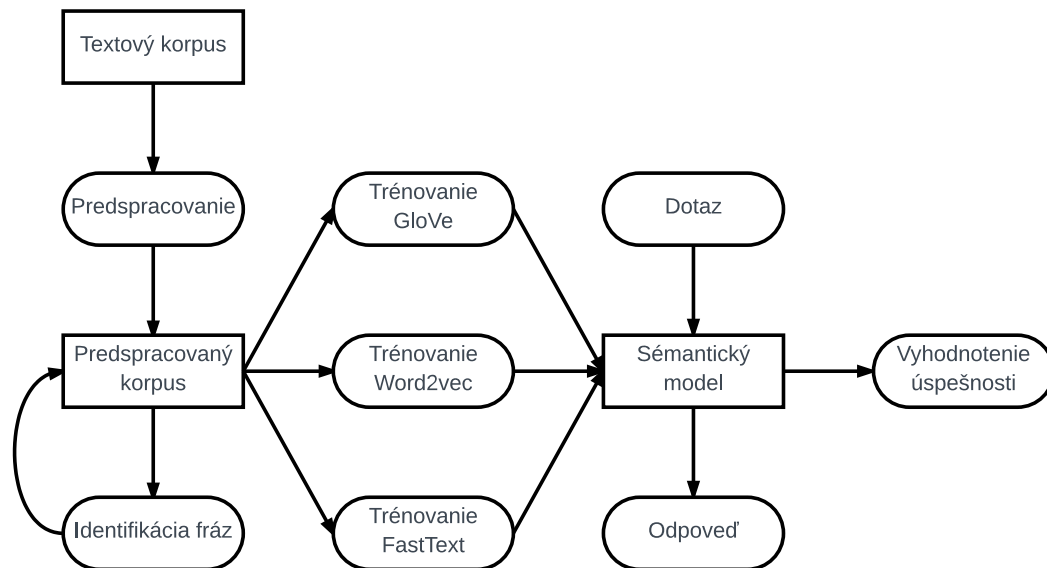 Textový korpus
Predspracovanie
Trénovanie
GloVe
Dotaz
Predspracovaný
korpus
Trénovanie
Word2vec
Sémantický
model
Vyhodnotenie
úspešnosti
Identifikácia fráz
Trénovanie
FastText
Odpoveď